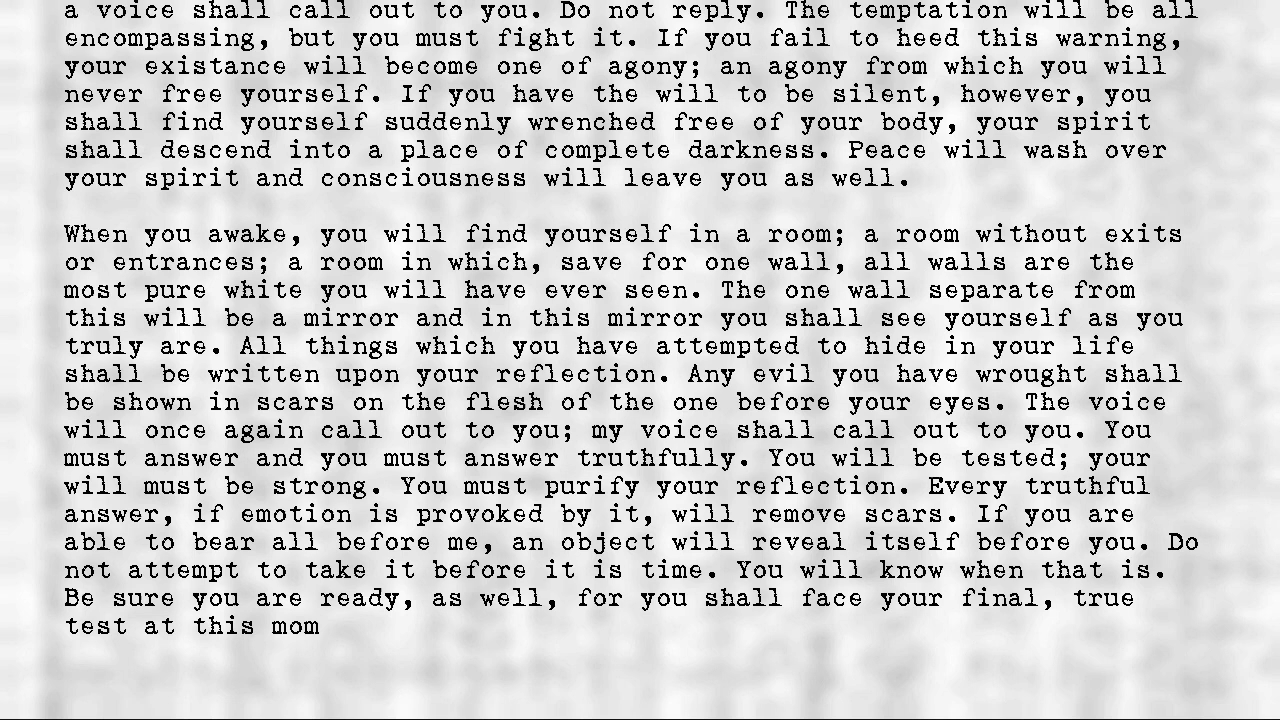 a voice shall call out to you. Do not reply. The temptation will be all
encompassing, but you must fight it. If you fail to heed this warning,
your existance will become one of agony; an agony from which you will
never free yourself. If you have the will to be silent, however, you
shall find yourself suddenly wrenched free of your body, your spirit
shall descend into a place of complete darkness. Peace will wash over
your spirit and consciousness will leave you as well.

When you awake, you will find yourself in a room; a room without exits
or entrances; a room in which, save for one wall, all walls are the
most pure white you will have ever seen. The one wall separate from
this will be a mirror and in this mirror you shall see yourself as you
truly are. All things which you have attempted to hide in your life
shall be written upon your reflection. Any evil you have wrought shall
be shown in scars on the flesh of the one before your eyes. The voice
will once again call out to you; my voice shall call out to you. You
must answer and you must answer truthfully. You will be tested; your
will must be strong. You must purify your reflection. Every truthful
answer, if emotion is provoked by it, will remove scars. If you are
able to bear all before me, an object will reveal itself before you. Do
not attempt to take it before it is time. You will know when that is.
Be sure you are ready, as well, for you shall face your final, true
test at this mom